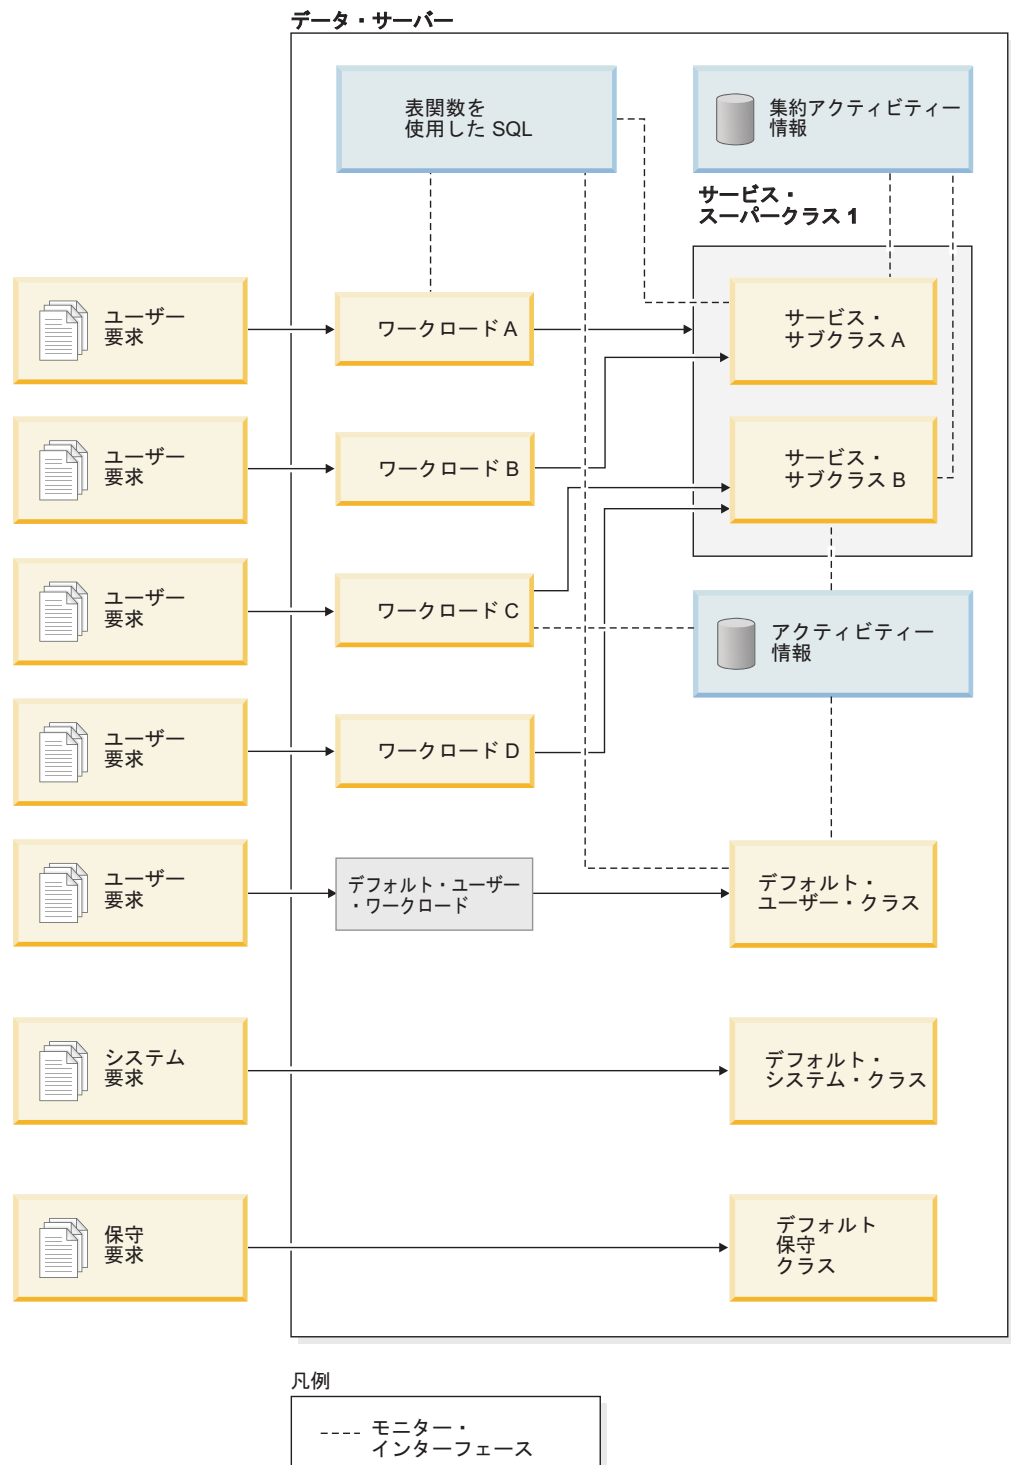 データ・サーバー
表関数を
使用した SQL
集約アクティビティー
情報
サービス・
スーパークラス 1
ユーザー
要求
ワークロード A
サービス・
サブクラス A
ユーザー
要求
ワークロード B
サービス・
サブクラス B
ユーザー
要求
ワークロード C
アクティビティー
情報
ユーザー
要求
ワークロード D
ユーザー
要求
デフォルト・ユーザー
・ワークロード
デフォルト・
ユーザー・クラス
システム
要求
デフォルト・
システム・クラス
保守
要求
デフォルト
保守
クラス
凡例
モニター・
インターフェース